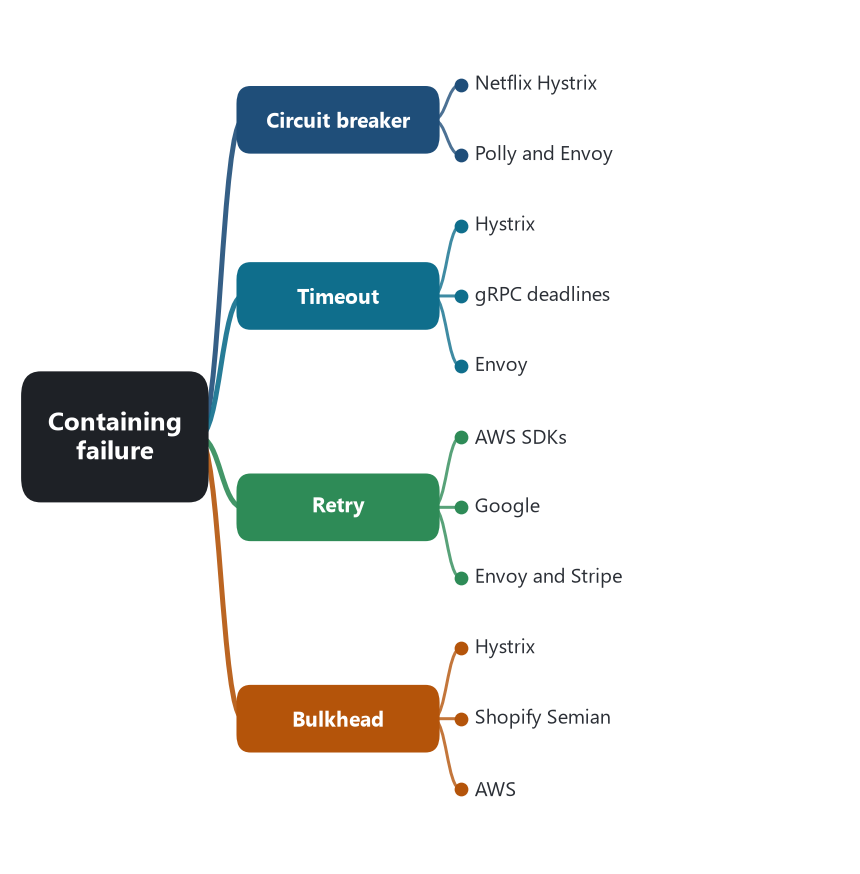 Containing
failure
Circuit breaker
Netflix Hystrix
Polly and Envoy
Timeout
Hystrix
gRPC deadlines
Envoy
Retry
AWS SDKs
Google
Envoy and Stripe
Bulkhead
Hystrix
Shopify Semian
AWS